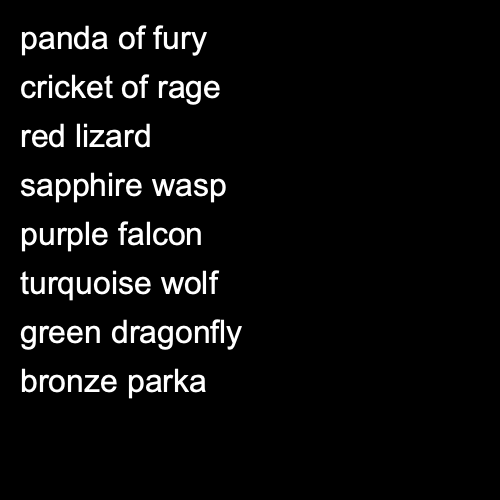 panda of fury
cricket of rage
red lizard
sapphire wasp
purple falcon
turquoise wolf
green dragonfly
bronze parka